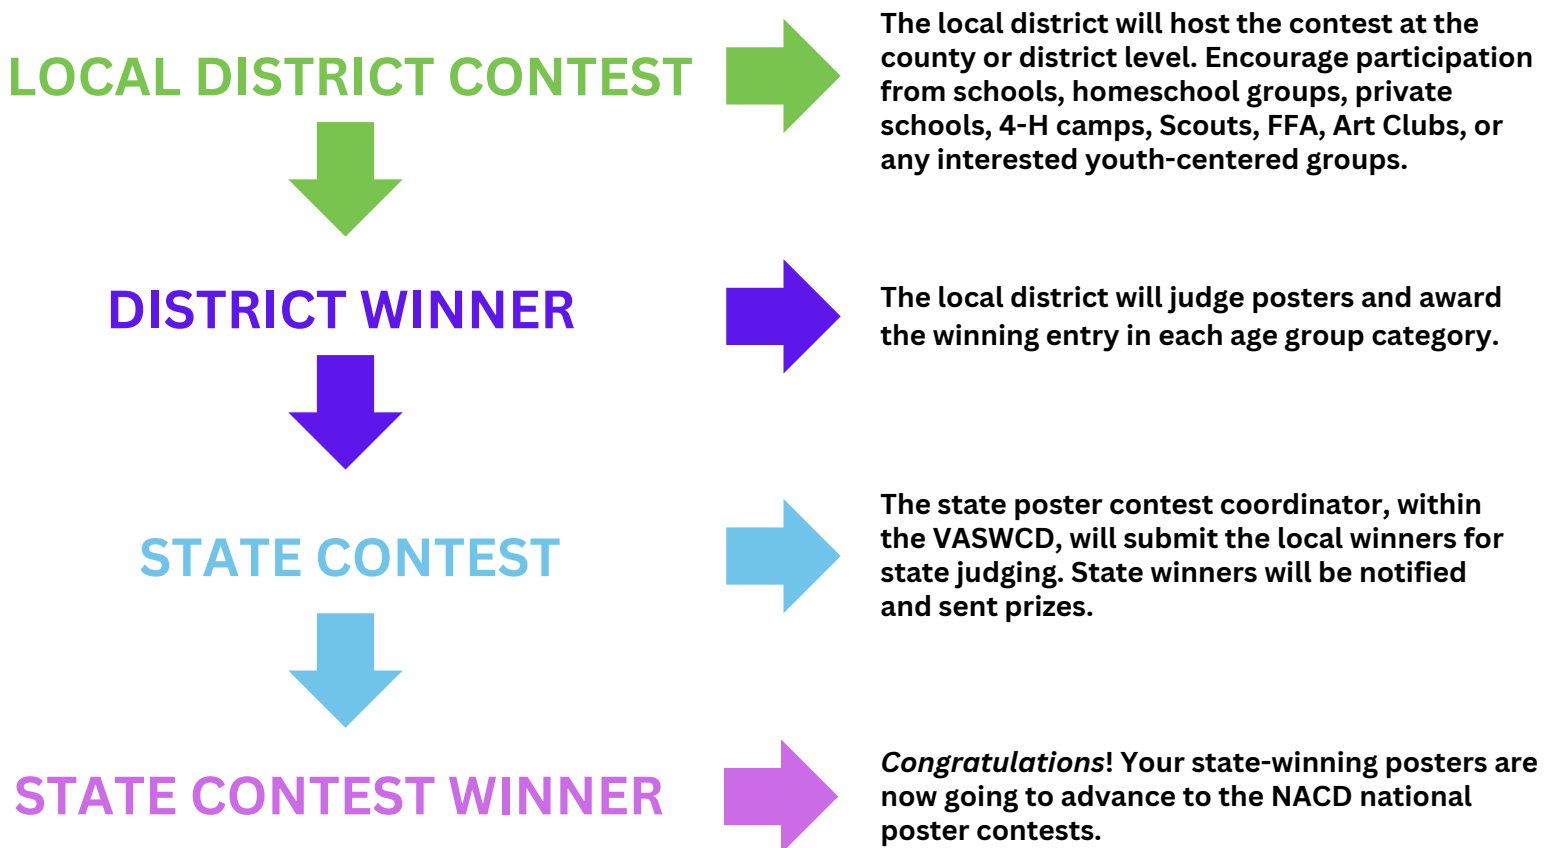 LOCAL DISTRICT CONTEST
The local district will host the contest at the
county or district level. Encourage participation
from schools, homeschool groups, private
schools, 4-H camps, Scouts, FFA, Art Clubs, or
any interested youth-centered groups.
DISTRICT WINNER
The local district will judge posters and award
the winning entry in each age group category.
STATE CONTEST
The state poster contest coordinator, within
the VASWCD, will submit the local winners for
state judging. State winners will be notified
and sent prizes.
STATE CONTEST WINNER
Congratulations! Your state-winning posters are
now going to advance to the NACD national
poster contests.